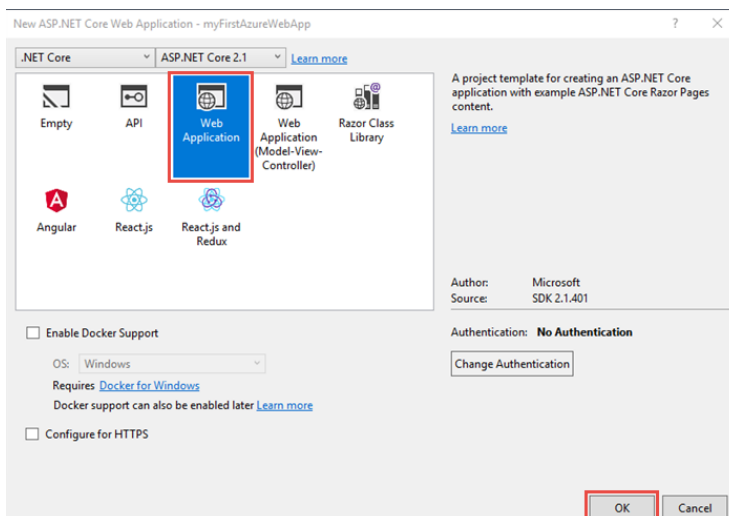 New ASP.NET Core Web Application - myFirstAzureWebApp
.NET Core
ASP.NET Core 2.1
Learn more
Empty
API
Web
Application
Web
Application
(Model-View-
Controller)
Razor Class
Library
Angular
React.js
React.js and
Redux
A project template for creating an ASP.NET Core
application with example ASP.NET Core Razor Pages
content.
Learn more
Author: Microsoft
Source: SDK 2.1.401
Enable Docker Support
OS: Windows
Requires Docker for Windows
Docker support can also be enabled later Learn more
Configure for HTTPS
Authentication: No Authentication
Change Authentication
OK
Cancel